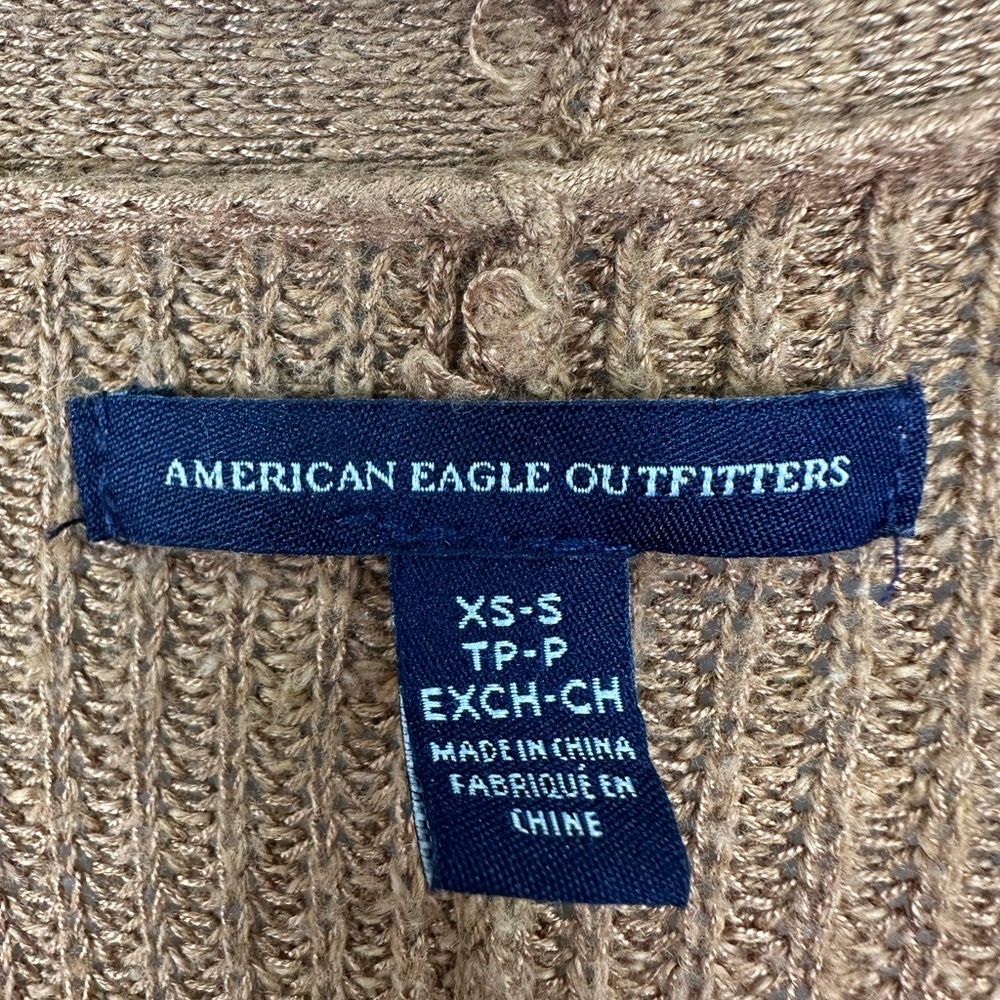 AMERICAN EAGLE OUTFITTERS
XS-S
TP-P
EXCH-CH
MADE IN CHINA
FABRIQUÉ EN
CHINE